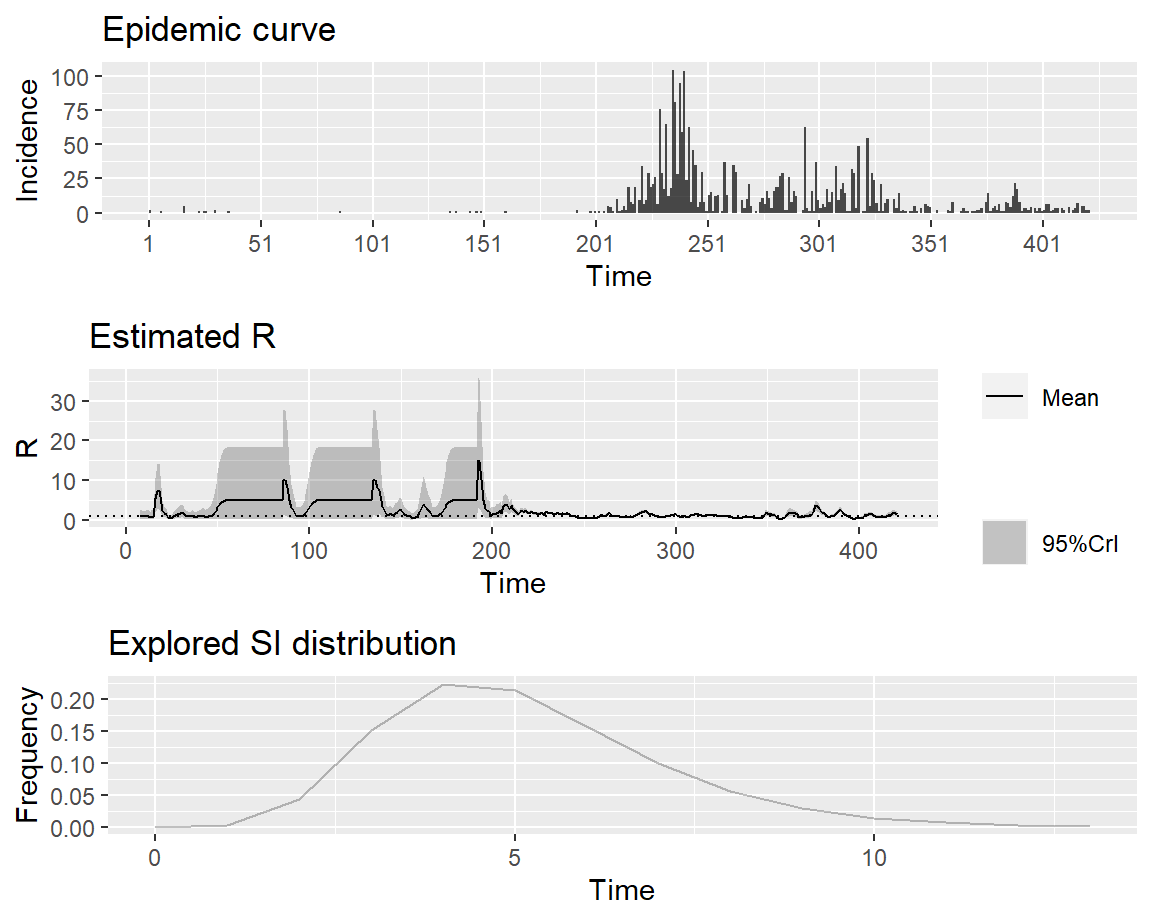 Epidemic curve
Incidence
100
75
50
25
0
1 51 101 151 201 251 301 351 401
Time
Estimated R
R
30
20
10
0
0 100 200 300 400
Time
Mean
95%CrI
Explored SI distribution
Frequency
0.20
0.15
0.10
0.05
0.00
0 5 10
Time